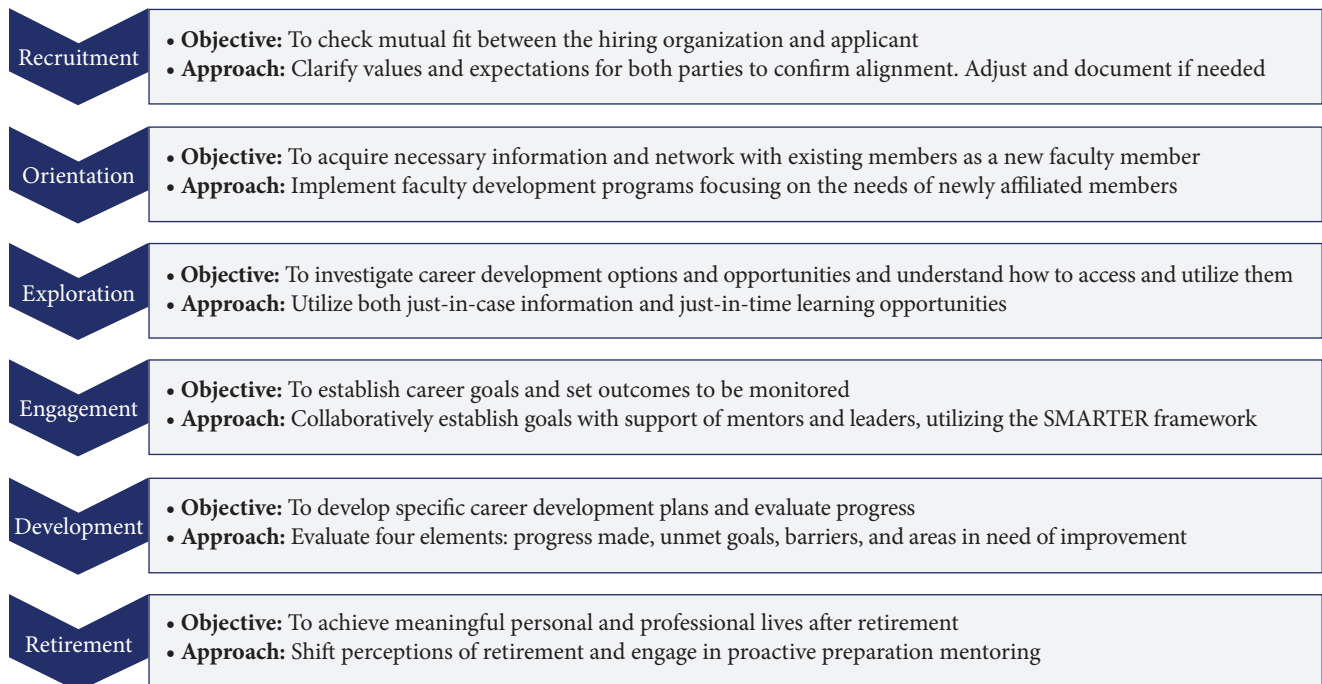 Recruitment
• Objective: To check mutual fit between the hiring organization and applicant
• Approach: Clarify values and expectations for both parties to confirm alignment. Adjust and document if needed
Orientation
• Objective: To acquire necessary information and network with existing members as a new faculty member
• Approach: Implement faculty development programs focusing on the needs of newly affiliated members
Exploration
• Objective: To investigate career development options and opportunities and understand how to access and utilize them
• Approach: Utilize both just-in-case information and just-in-time learning opportunities
Engagement
• Objective: To establish career goals and set outcomes to be monitored
• Approach: Collaboratively establish goals with support of mentors and leaders, utilizing the SMARTER framework
Development
• Objective: To develop specific career development plans and evaluate progress
• Approach: Evaluate four elements: progress made, unmet goals, barriers, and areas in need of improvement
Retirement
• Objective: To achieve meaningful personal and professional lives after retirement
• Approach: Shift perceptions of retirement and engage in proactive preparation mentoring